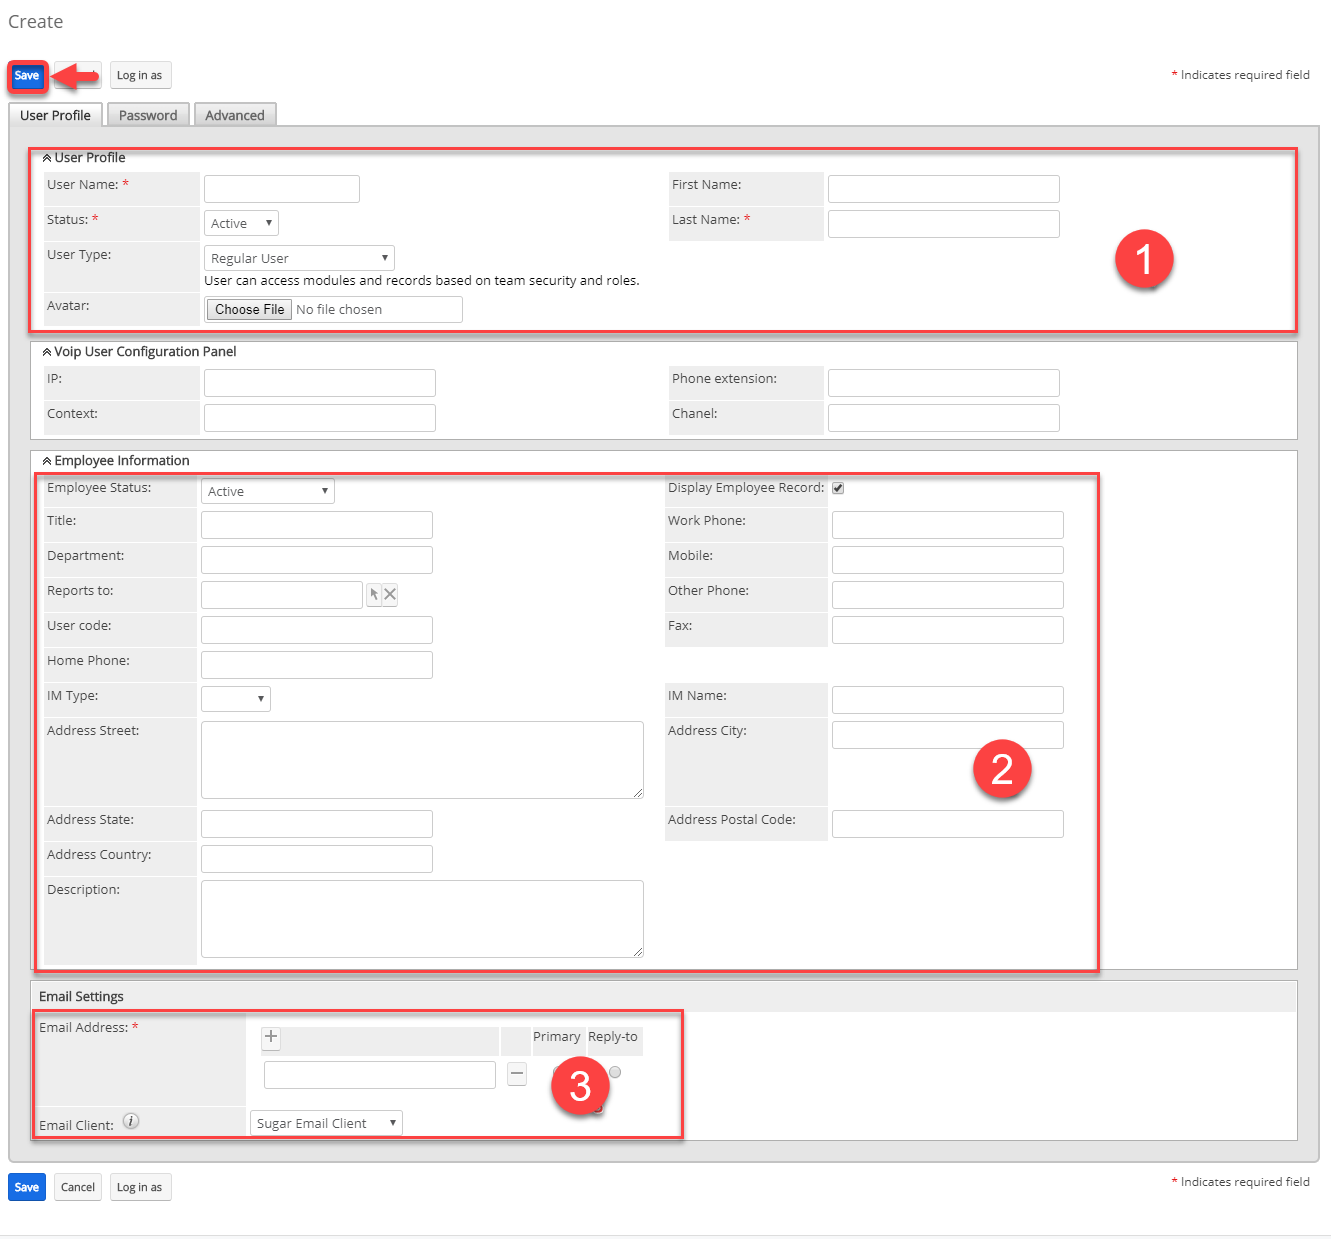 Create
Save Log in as
* Indicates required field
User Profile Password Advanced
User Profile
User Name: * First Name:
Status: * Active Last Name: *
User Type: Regular User
User can access modules and records based on team security and roles.
1
Avatar: Choose File No file chosen
Voip User Configuration Panel
IP: Phone extension:
Context: Chanel:
Employee Information
Employee Status: Active Display Employee Record:
Title: Work Phone:
Department: Mobile:
Reports to: Other Phone:
User code: Fax:
Home Phone:
IM Type: IM Name:
Address Street: Address City:
2
Address State: Address Postal Code:
Address Country:
Description:
Email Settings
Email Address: * Primary Reply-to
3
Email Client: i Sugar Email Client
Save Cancel Log in as
* Indicates required field